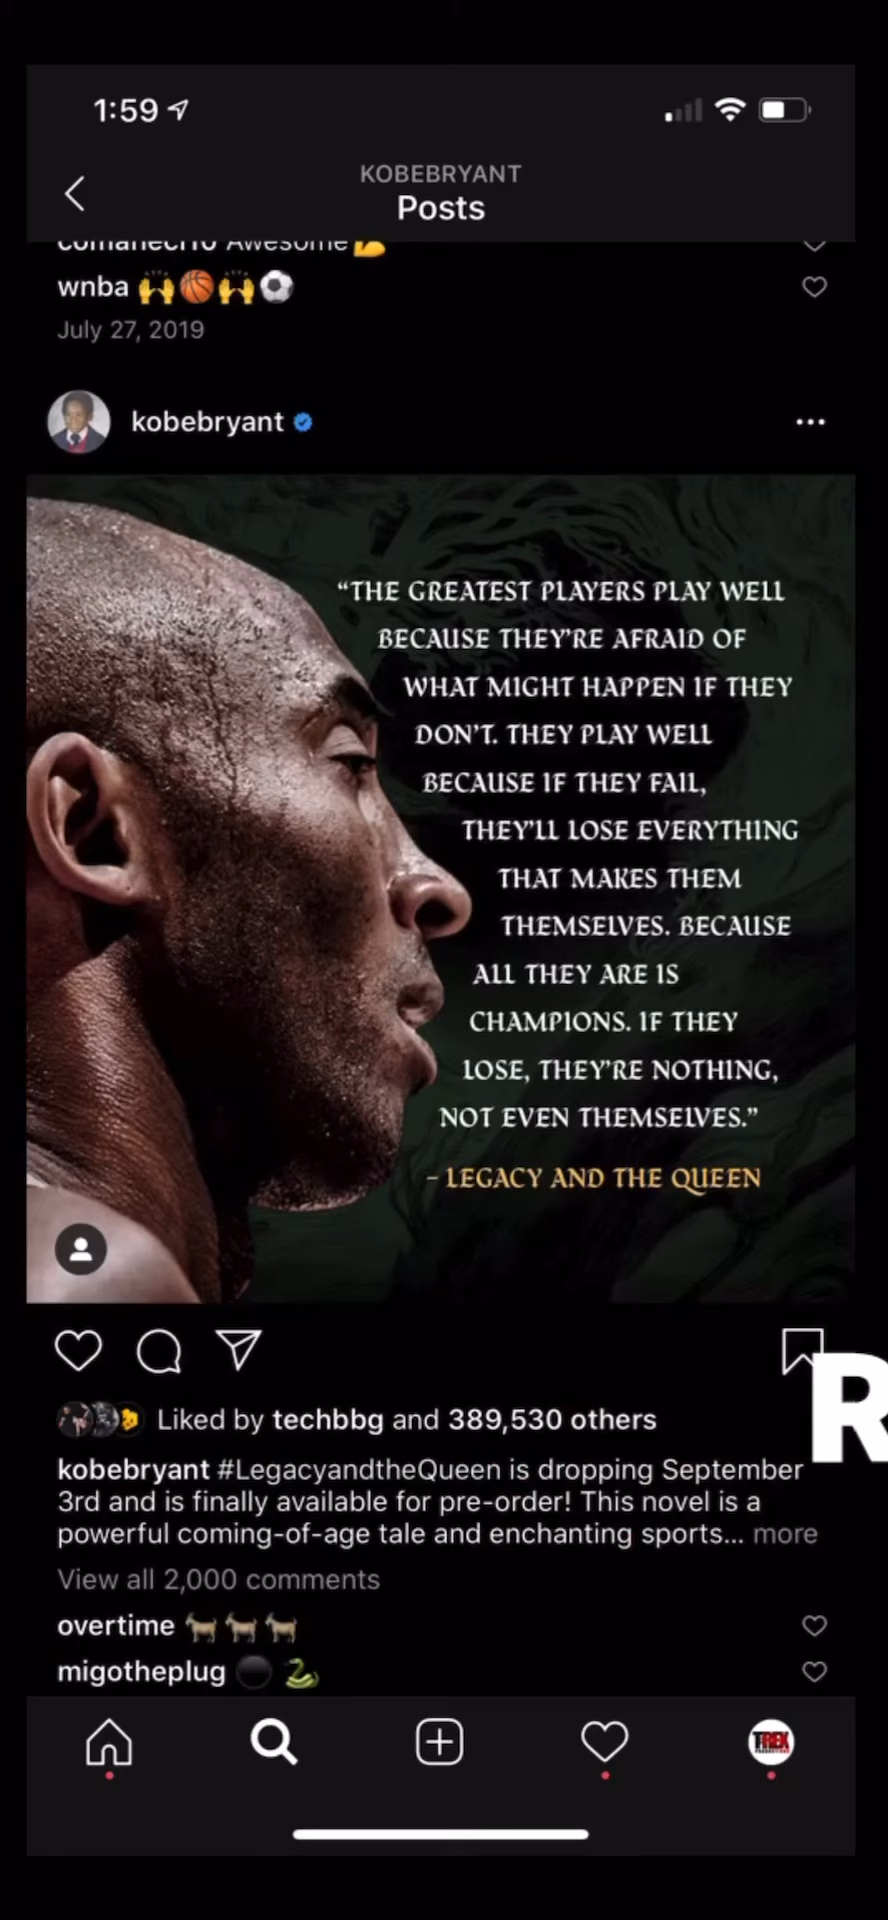 1:59
KOBEBRYANT
Posts
comaneci10 Awesome💪
wnba 🙌🏀🙌⚽
July 27, 2019
kobebryant
“THE GREATEST PLAYERS PLAY WELL
BECAUSE THEY’RE AFRAID OF
WHAT MIGHT HAPPEN IF THEY
DON’T. THEY PLAY WELL
BECAUSE IF THEY FAIL,
THEY’LL LOSE EVERYTHING
THAT MAKES THEM
THEMSELVES. BECAUSE
ALL THEY ARE IS
CHAMPIONS. IF THEY
LOSE, THEY’RE NOTHING,
NOT EVEN THEMSELVES.”
– LEGACY AND THE QUEEN
R
Liked by techbbg and 389,530 others
kobebryant #LegacyandtheQueen is dropping September
3rd and is finally available for pre-order! This novel is a
powerful coming-of-age tale and enchanting sports... more
View all 2,000 comments
overtime 🐐🐐🐐
migotheplug ⚫🐍
T-REX